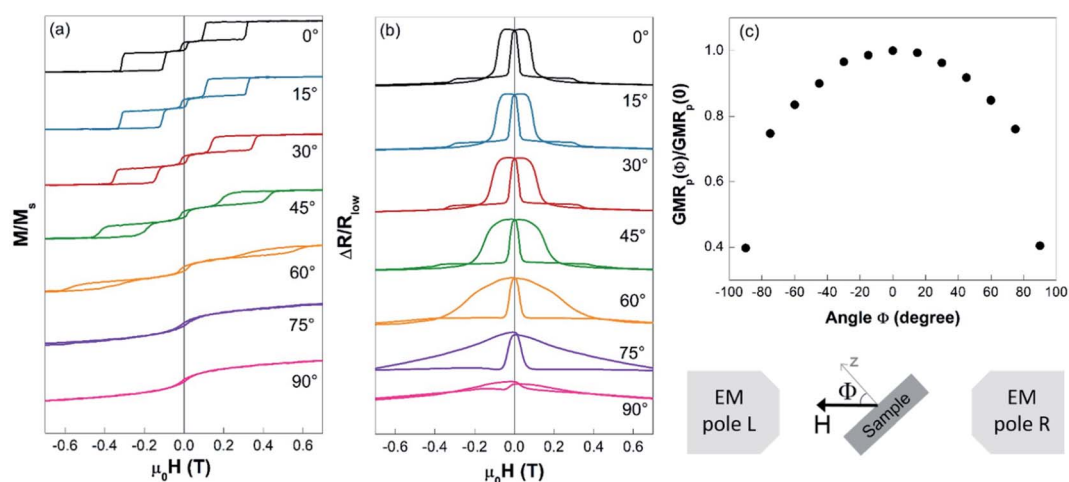 (a)
0°
15°
30°
45°
60°
75°
90°
M/Mₛ
-0.6 -0.4 -0.2 0.0 0.2 0.4 0.6
μ₀H (T)
(b)
0°
15°
30°
45°
60°
75°
90°
ΔR/R_low
-0.6 -0.4 -0.2 0.0 0.2 0.4 0.6
μ₀H (T)
(c)
GMRₚ(Φ)/GMRₚ(0)
1.0
0.8
0.6
0.4
-100 -80 -60 -40 -20 0 20 40 60 80 100
Angle Φ (degree)
EM
pole L
z
Φ
H
Sample
EM
pole R